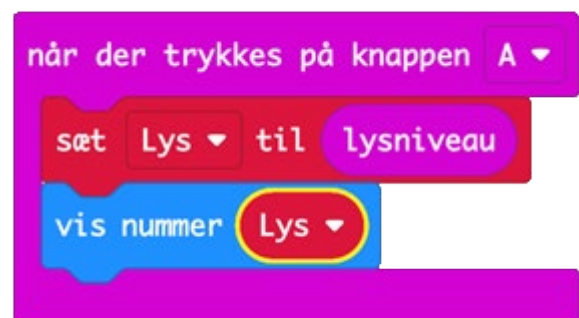 når der trykkes på knappen A
sæt Lys til lysniveau
vis nummer Lys